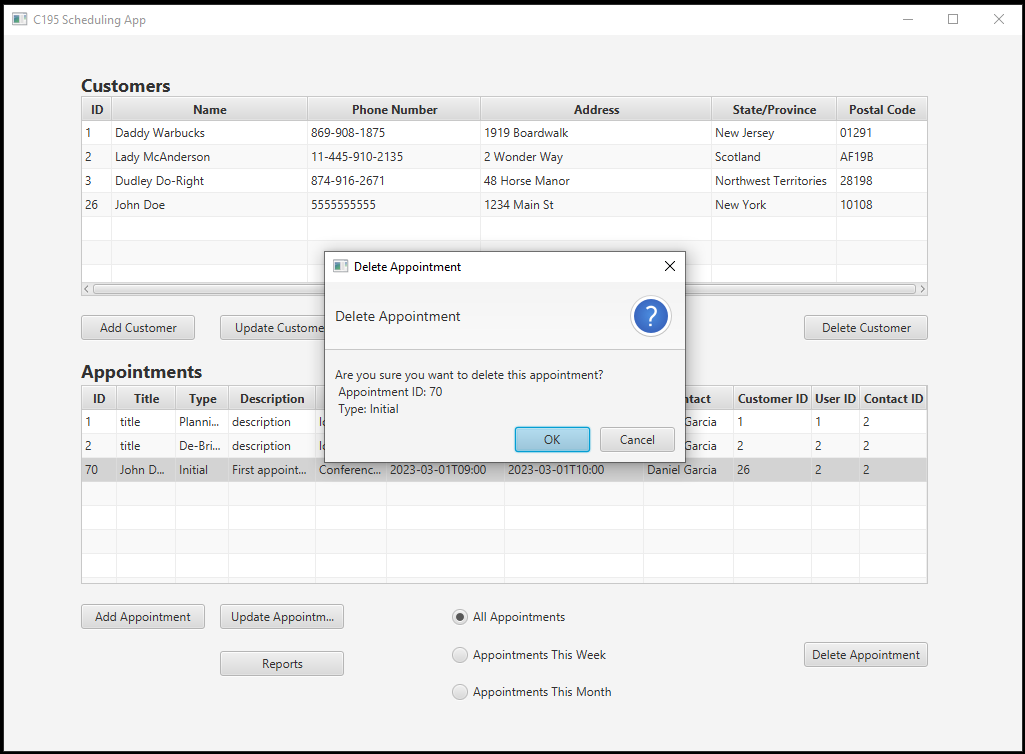 C195 Scheduling App
Customers
ID Name Phone Number Address State/Province Postal Code
1 Daddy Warbucks 869-908-1875 1919 Boardwalk New Jersey 01291
2 Lady McAnderson 11-445-910-2135 2 Wonder Way Scotland AF19B
3 Dudley Do-Right 874-916-2671 48 Horse Manor Northwest Territories 28198
26 John Doe 5555555555 1234 Main St New York 10108
Delete Appointment
Delete Appointment
?
Are you sure you want to delete this appointment?
Appointment ID: 70
Type: Initial
OK Cancel
Add Customer Update Custome Delete Customer
Appointments
ID Title Type Description ntact Customer ID User ID Contact ID
1 title Planni... description Garcia 1 1 2
2 title De-Bri... description Garcia 2 2 2
70 John D... Initial First appoint... Conferenc... 2023-03-01T09:00 2023-03-01T10:00 Daniel Garcia 26 2 2
Add Appointment Update Appointm... All Appointments
Reports Appointments This Week Delete Appointment
Appointments This Month